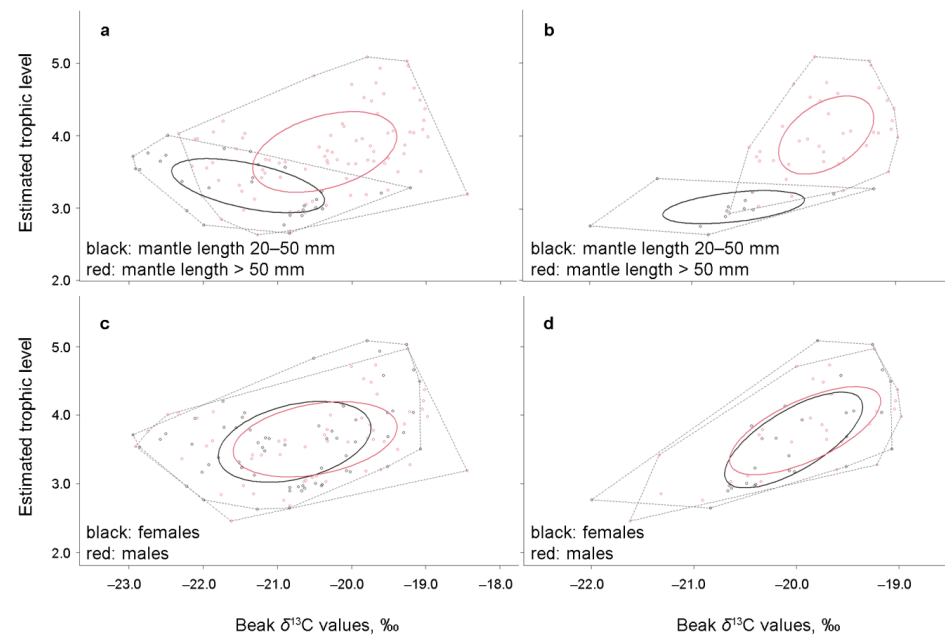 a
b
Estimated trophic level
5.0
4.0
3.0
2.0
black: mantle length 20–50 mm
red: mantle length > 50 mm
black: mantle length 20–50 mm
red: mantle length > 50 mm
c
d
Estimated trophic level
5.0
4.0
3.0
2.0
black: females
red: males
black: females
red: males
–23.0 –22.0 –21.0 –20.0 –19.0 –18.0
–22.0 –21.0 –20.0 –19.0
Beak δ¹³C values, ‰
Beak δ¹³C values, ‰